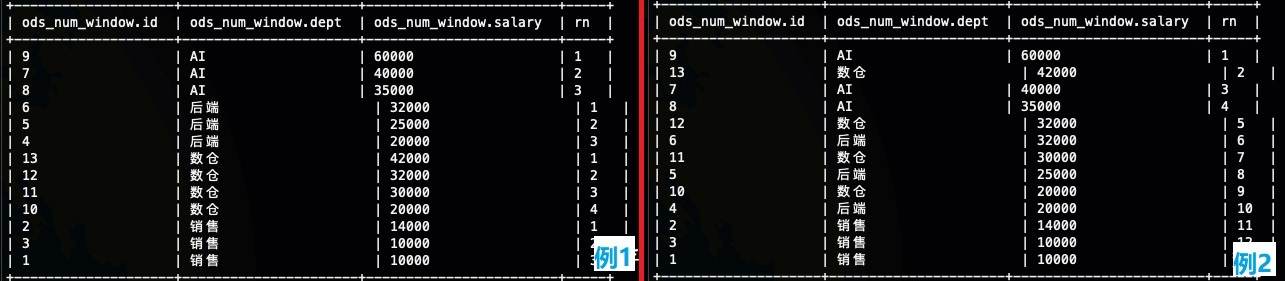 ods_num_window.id | ods_num_window.dept | ods_num_window.salary | rn |
| 9 | AI | 60000 | 1 |
| 7 | AI | 40000 | 2 |
| 8 | AI | 35000 | 3 |
| 6 | 后端 | 32000 | 1 |
| 5 | 后端 | 25000 | 2 |
| 4 | 后端 | 20000 | 3 |
| 13 | 数仓 | 42000 | 1 |
| 12 | 数仓 | 32000 | 2 |
| 11 | 数仓 | 30000 | 3 |
| 10 | 数仓 | 20000 | 4 |
| 2 | 销售 | 14000 | 1 |
| 3 | 销售 | 10000 |
| 1 | 销售 | 10000 |
例1
| ods_num_window.id | ods_num_window.dept | ods_num_window.salary | rn |
| 9 | AI | 60000 | 1 |
| 13 | 数仓 | 42000 | 2 |
| 7 | AI | 40000 | 3 |
| 8 | AI | 35000 | 4 |
| 12 | 数仓 | 32000 | 5 |
| 6 | 后端 | 32000 | 6 |
| 11 | 数仓 | 30000 | 7 |
| 5 | 后端 | 25000 | 8 |
| 10 | 数仓 | 20000 | 9 |
| 4 | 后端 | 20000 | 10 |
| 2 | 销售 | 14000 | 11 |
| 3 | 销售 | 10000 |
| 1 | 销售 | 10000 |
例2